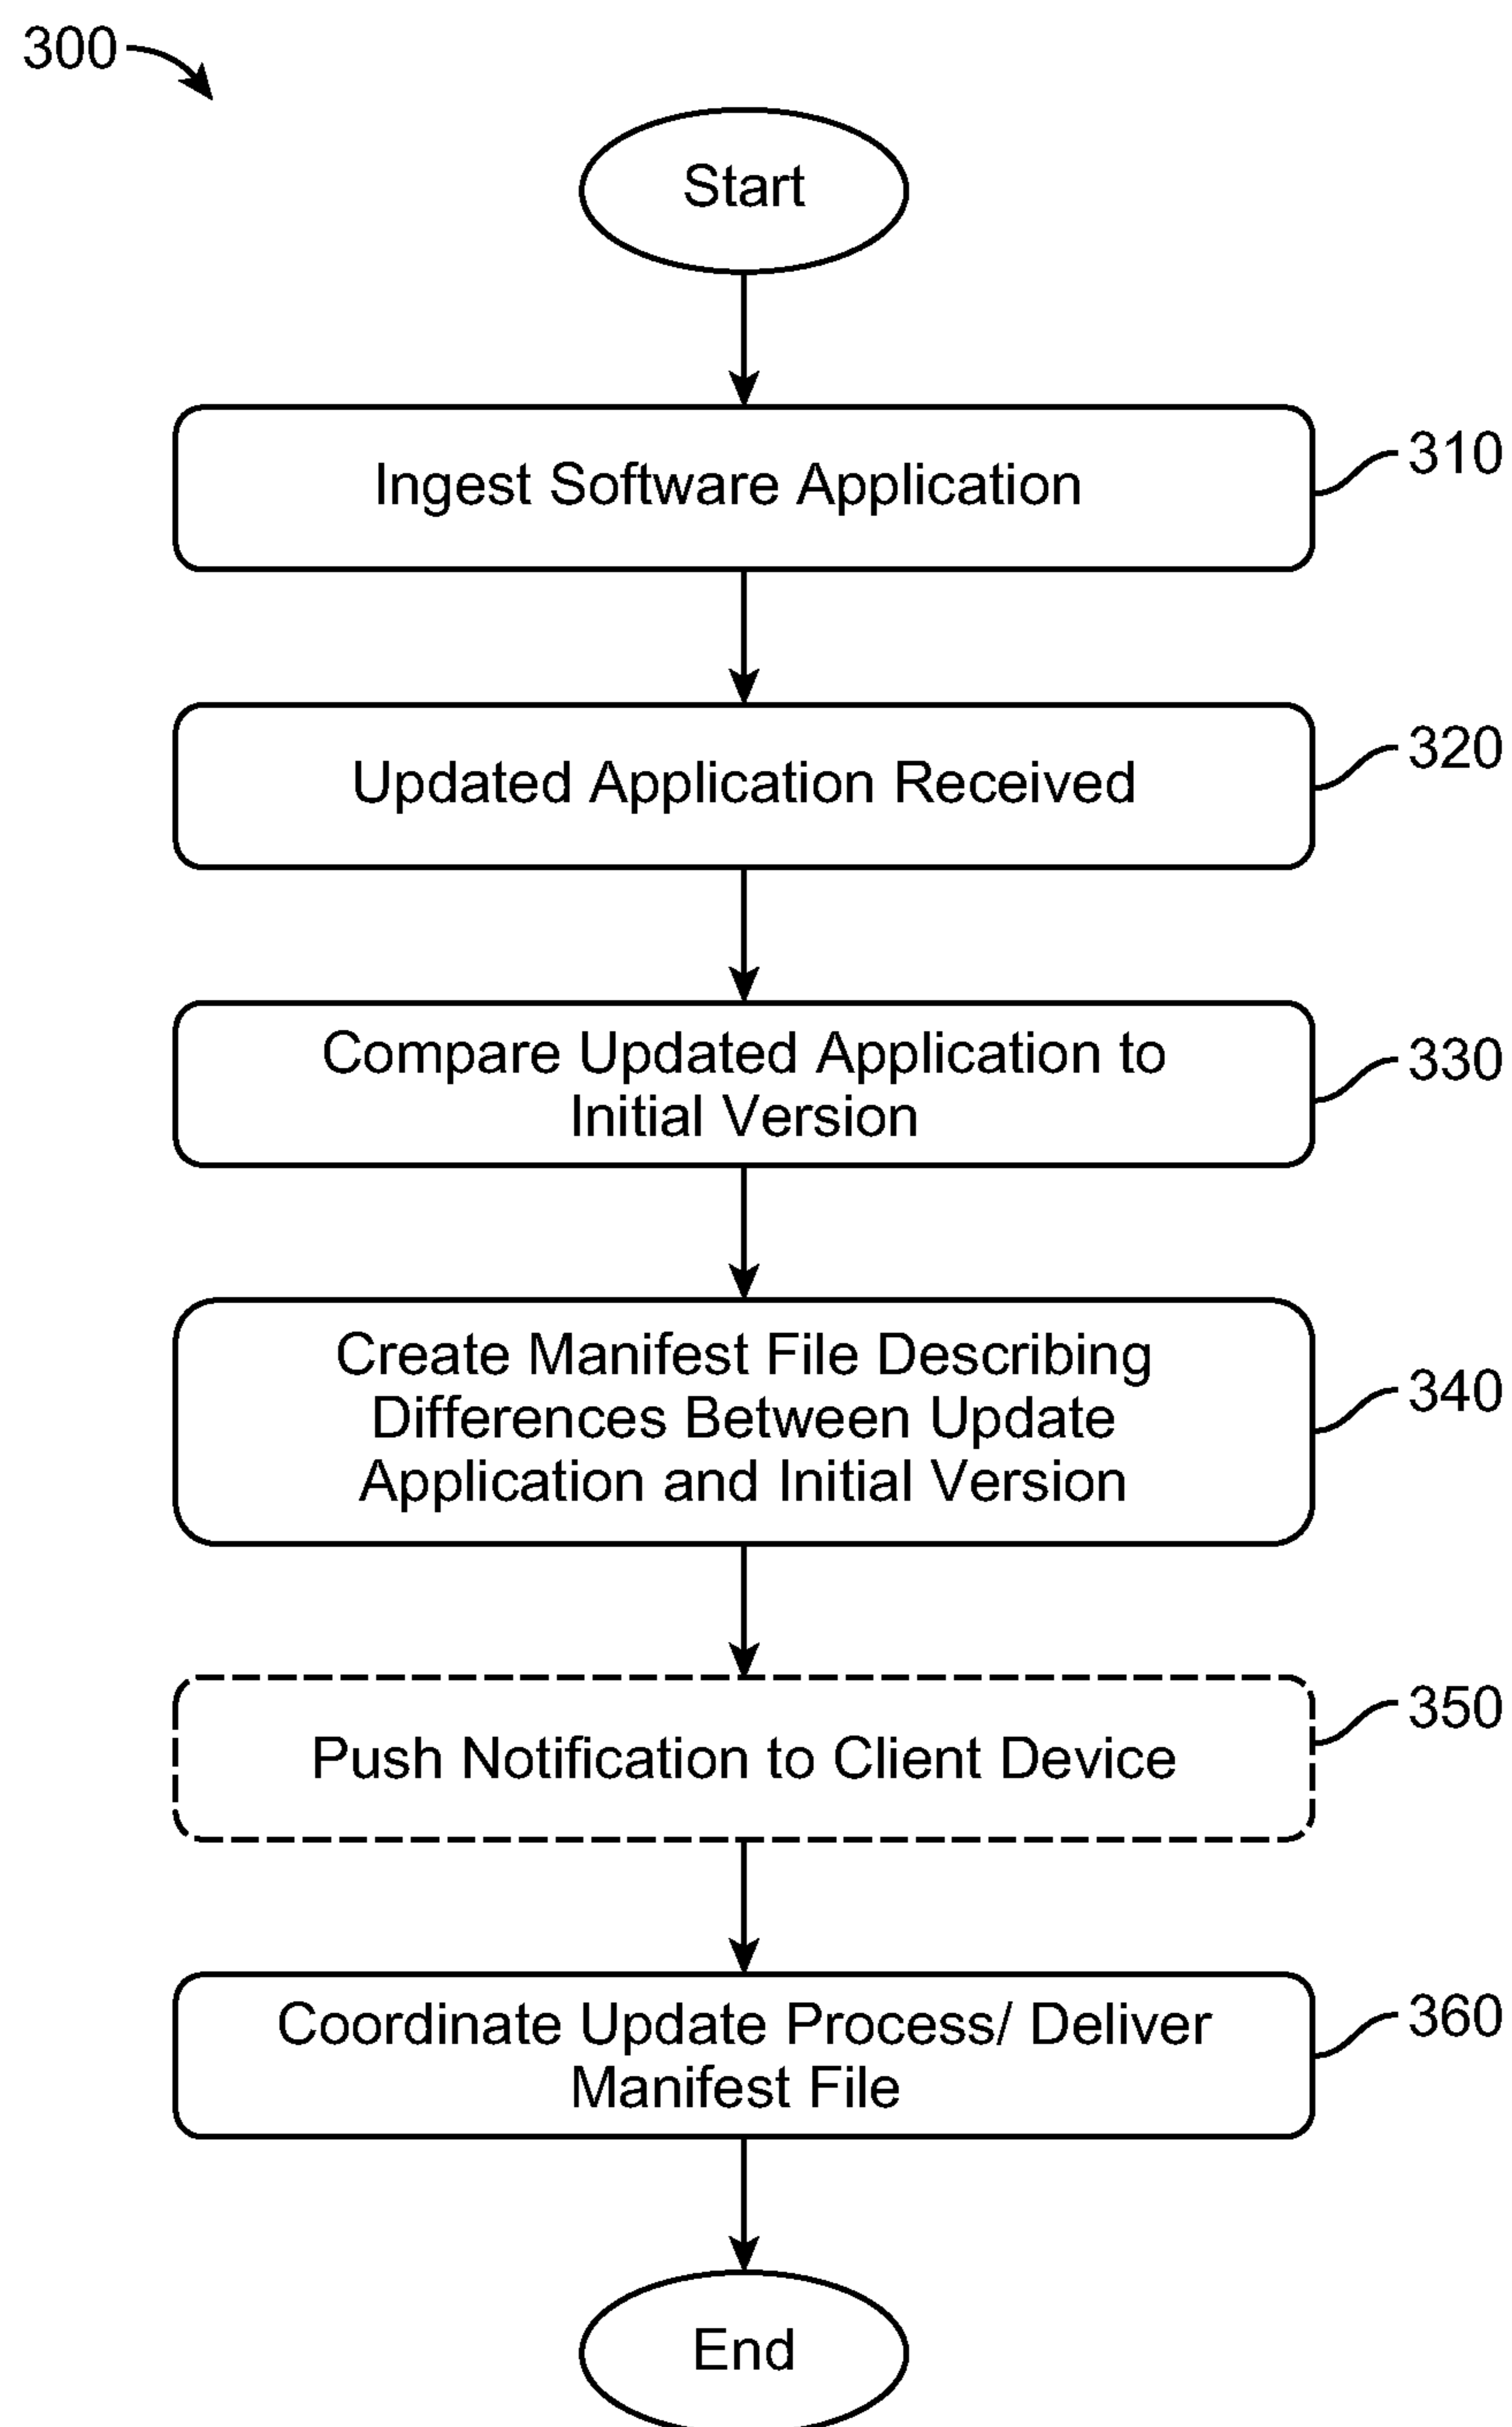 300
Start
Ingest Software Application
310
Updated Application Received
320
Compare Updated Application to
Initial Version
330
Create Manifest File Describing
Differences Between Update
Application and Initial Version
340
Push Notification to Client Device
350
Coordinate Update Process/ Deliver
Manifest File
360
End